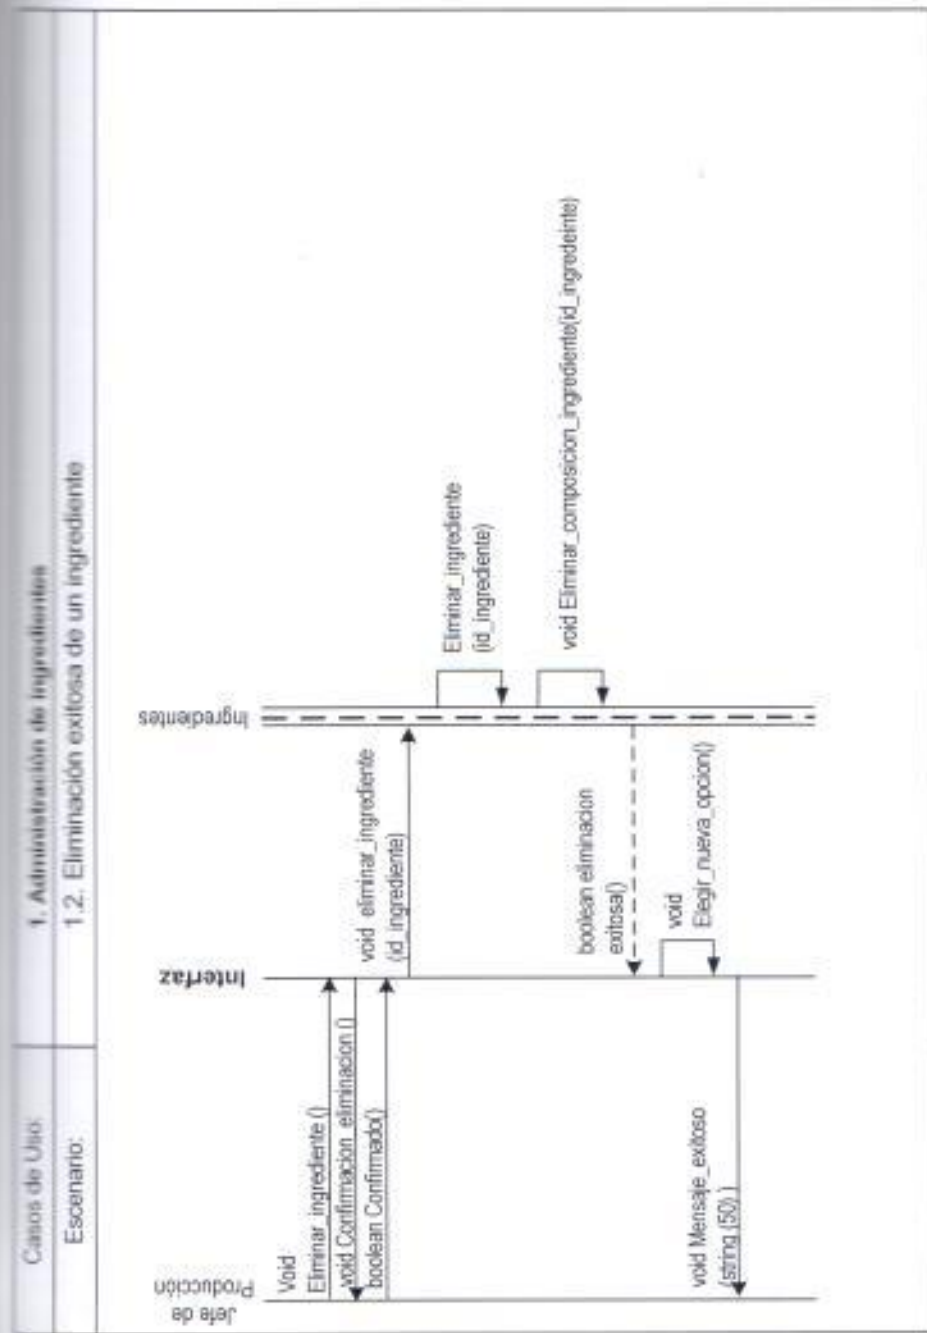 Casos de Uso:
1. Administración de ingredientes
Escenario:
1.2. Eliminación exitosa de un ingrediente
Jefe de
Producción
Interfaz
Ingredientes
Void
Eliminar_ingrediente ()
void Confirmacion_eliminacion ()
boolean Confirmado()
void eliminar_ingrediente
(id_ingrediente)
Eliminar_ingrediente
(id_ingrediente)
void Eliminar_composicion_ingrediente(id_ingredeinte)
boolean eliminacion
exitosa()
void
Elegir_nueva_opcion()
void Mensaje_exitoso
(string (50) )